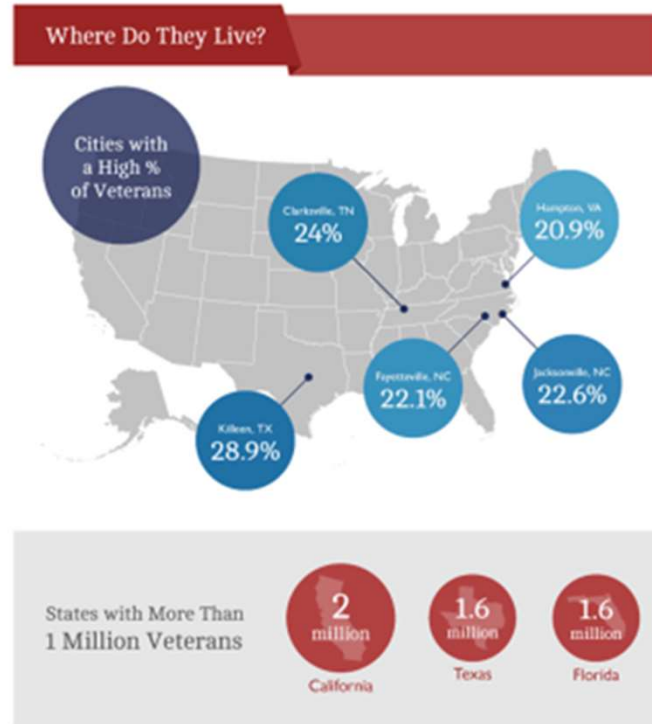 Where Do They Live?
Cities with
a High %
of Veterans
Clarksville, TN
24%
Hampton, VA
20.9%
Fayetteville, NC
22.1%
Jacksonville, NC
22.6%
Killeen, TX
28.9%
States with More Than
1 Million Veterans
2
million
California
1.6
million
Texas
1.6
million
Florida